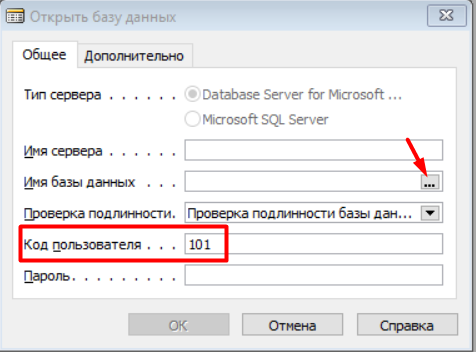 Открыть базу данных
Общее Дополнительно
Тип сервера . . . . . . Database Server for Microsoft ...
Microsoft SQL Server
Имя сервера . . . . . .
Имя базы данных . . . ...
Проверка подлинности. Проверка подлинности базы дан...
Код пользователя . . . 101
Пароль. . . . . . . . . .
OK Отмена Справка